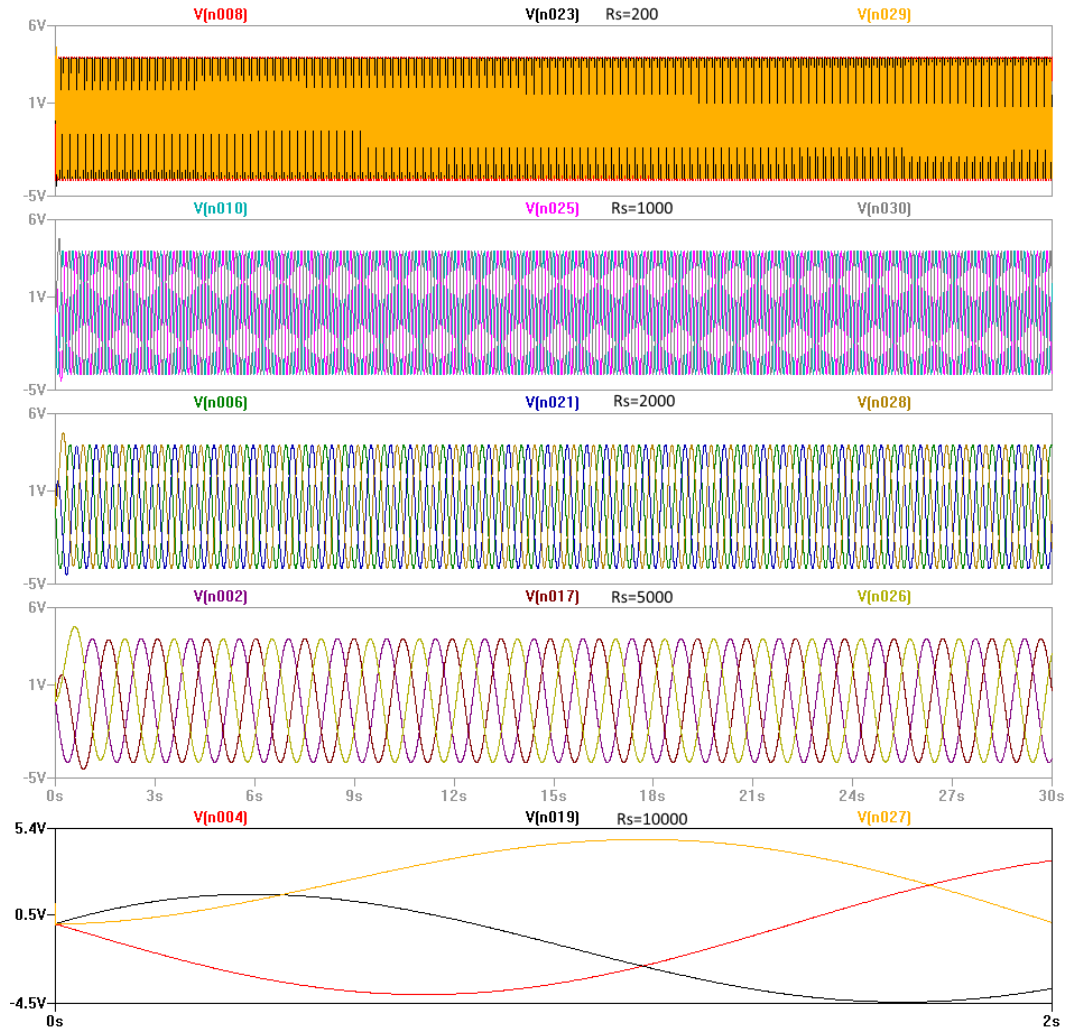 V(n008) V(n023) Rs=200 V(n029)
6V
1V
-5V
V(n010) V(n025) Rs=1000 V(n030)
6V
1V
-5V
V(n006) V(n021) Rs=2000 V(n028)
6V
1V
-5V
V(n002) V(n017) Rs=5000 V(n026)
6V
1V
-5V
0s 3s 6s 9s 12s 15s 18s 21s 24s 27s 30s
V(n004) V(n019) Rs=10000 V(n027)
5.4V
0.5V
-4.5V
0s 2s